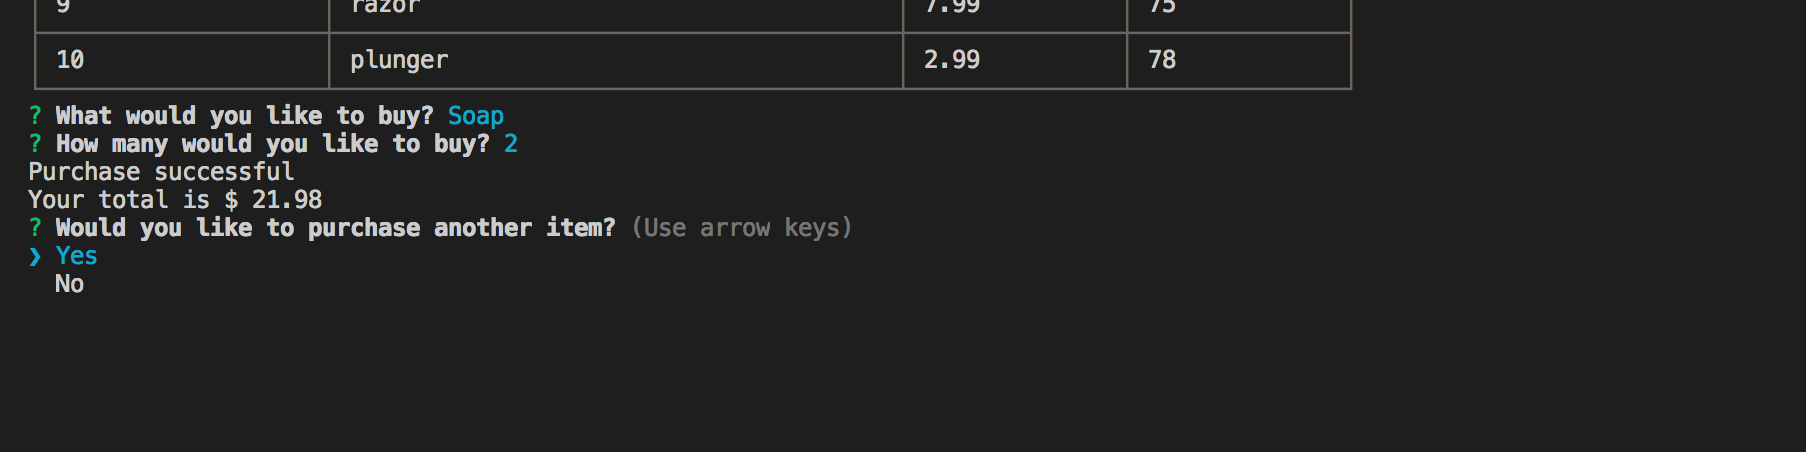 9 razor 7.99 75
10 plunger 2.99 78
? What would you like to buy? Soap
? How many would you like to buy? 2
Purchase successful
Your total is $ 21.98
? Would you like to purchase another item? (Use arrow keys)
❯ Yes
No